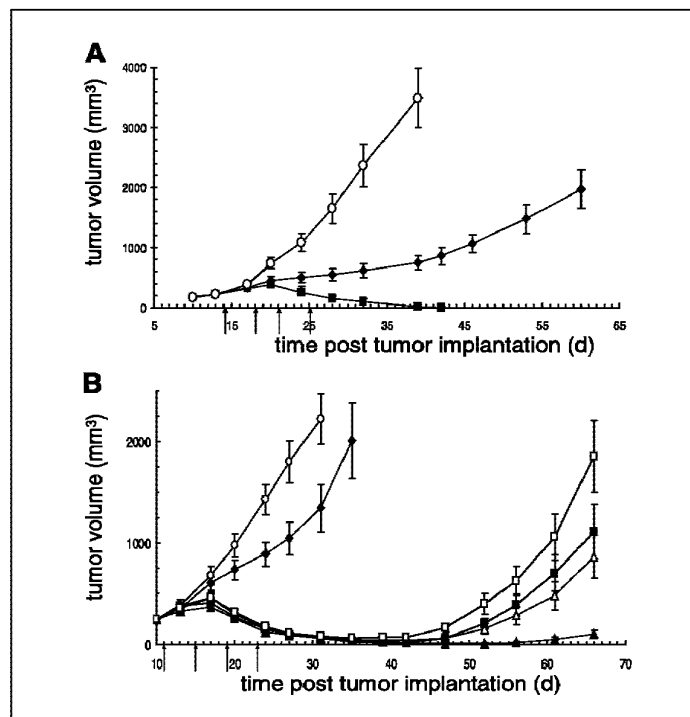 A
tumor volume (mm³)
4000
3000
2000
1000
0
5 15 25 35 45 55 65
time post tumor implantation (d)
B
tumor volume (mm³)
2000
1000
0
10 20 30 40 50 60 70
time post tumor implantation (d)